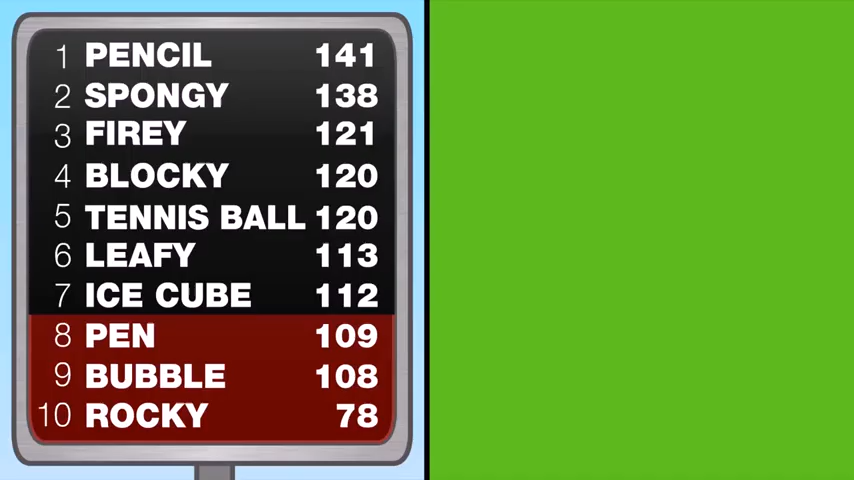 1 PENCIL 141
2 SPONGY 138
3 FIREY 121
4 BLOCKY 120
5 TENNIS BALL 120
6 LEAFY 113
7 ICE CUBE 112
8 PEN 109
9 BUBBLE 108
10 ROCKY 78